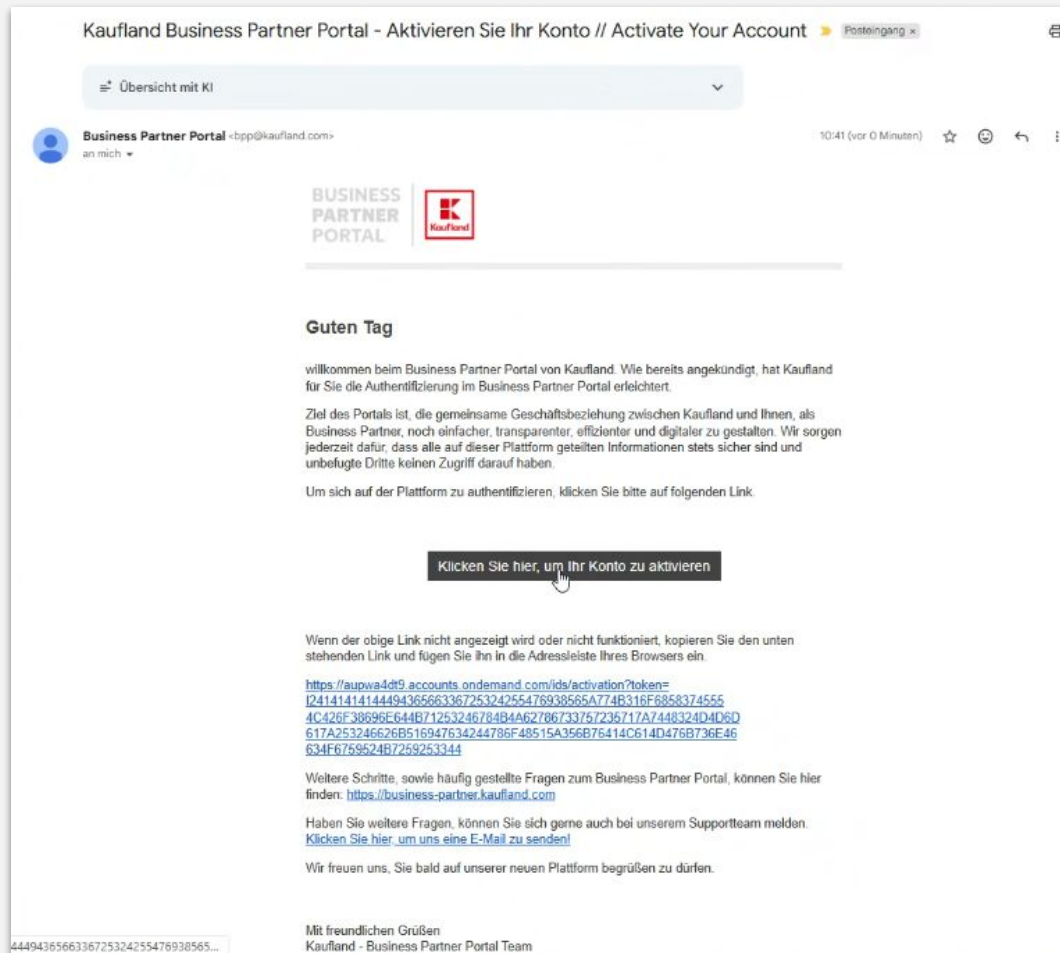 Kaufland Business Partner Portal - Aktivieren Sie Ihr Konto // Activate Your Account Posteingang ×
Übersicht mit KI
Business Partner Portal <bpp@kaufland.com>
10:41 (vor 0 Minuten)
an mich
BUSINESS
PARTNER
PORTAL
K
Kaufland
Guten Tag
willkommen beim Business Partner Portal von Kaufland. Wie bereits angekündigt, hat Kaufland
für Sie die Authentifizierung im Business Partner Portal erleichtert.
Ziel des Portals ist, die gemeinsame Geschäftsbeziehung zwischen Kaufland und Ihnen, als
Business Partner, noch einfacher, transparenter, effizienter und digitaler zu gestalten. Wir sorgen
jederzeit dafür, dass alle auf dieser Plattform geteilten Informationen stets sicher sind und
unbefugte Dritte keinen Zugriff darauf haben.
Um sich auf der Plattform zu authentifizieren, klicken Sie bitte auf folgenden Link.
Klicken Sie hier, um Ihr Konto zu aktivieren
Wenn der obige Link nicht angezeigt wird oder nicht funktioniert, kopieren Sie den unten
stehenden Link und fügen Sie ihn in die Adressleiste Ihres Browsers ein.
https://aupwa4dt9.accounts.ondemand.com/ids/activation?token=
I2414141414449436566336725324255476938565A774B316F6858374555
4C426F38696E644B71253246784B4A62786733757235717A7448324D4D6D
617A253246626B516947634244786F48515A356B76414C614D476B736E46
634F6759524B7259253344
Weitere Schritte, sowie häufig gestellte Fragen zum Business Partner Portal, können Sie hier
finden: https://business-partner.kaufland.com
Haben Sie weitere Fragen, können Sie sich gerne auch bei unserem Supportteam melden.
Klicken Sie hier, um uns eine E-Mail zu senden!
Wir freuen uns, Sie bald auf unserer neuen Plattform begrüßen zu dürfen.
Mit freundlichen Grüßen
Kaufland - Business Partner Portal Team
4449436566336725324255476938565...